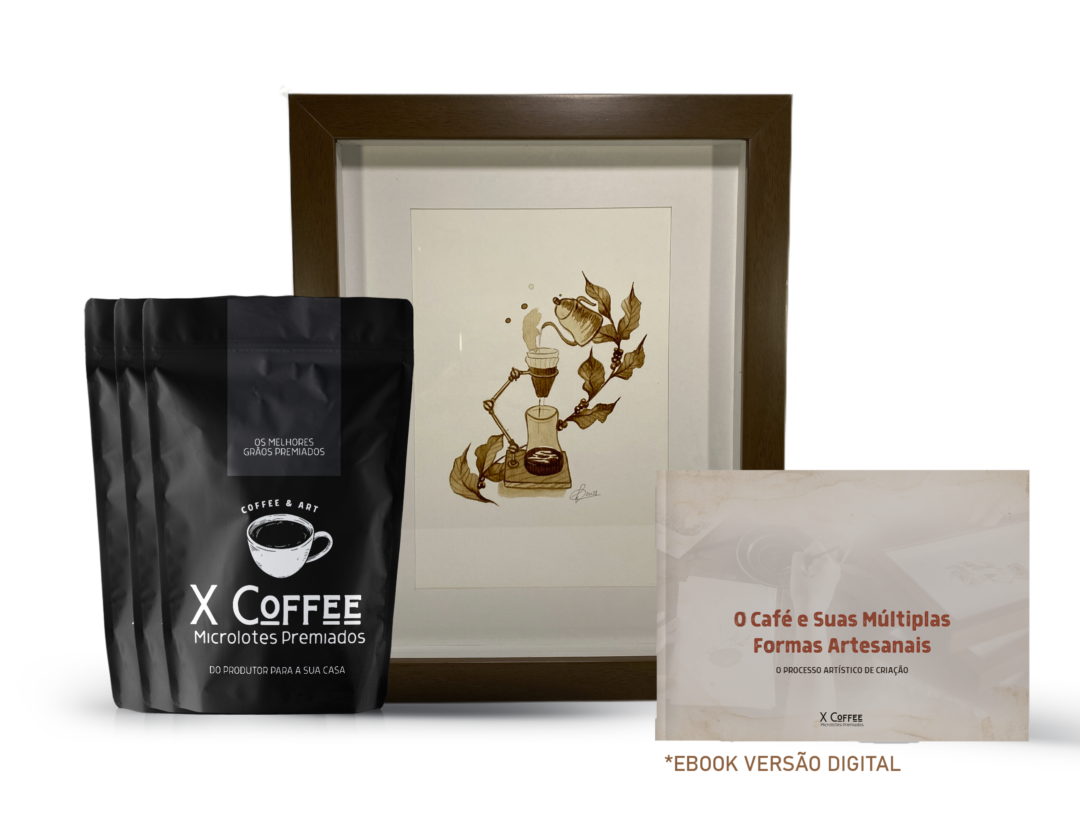 OS MELHORES
GRÃOS PREMIADOS
COFFEE & ART
X COFFEE
Microlotes Premiados
DO PRODUTOR PARA A SUA CASA
O Café e Suas Múltiplas
Formas Artesanais
O PROCESSO ARTÍSTICO DE CRIAÇÃO
X COFFEE
Microlotes Premiados
*EBOOK VERSÃO DIGITAL